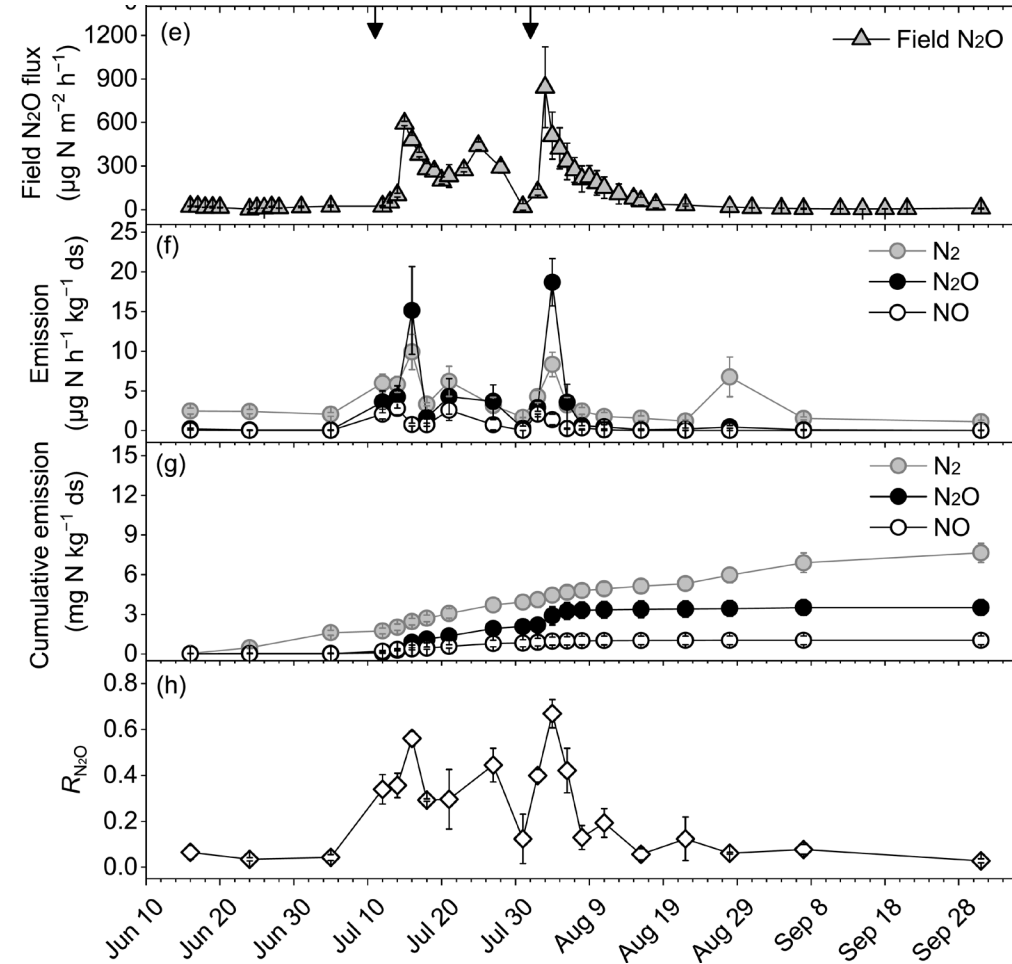 0
(e)
1200
900
600
300
0
Field N₂O flux
(µg N m⁻² h⁻¹)
Field N₂O
(f)
25
20
15
10
5
0
Emission
(µg N h⁻¹ kg⁻¹ ds)
N₂
N₂O
NO
(g)
15
12
9
6
3
0
Cumulative emission
(mg N kg⁻¹ ds)
N₂
N₂O
NO
(h)
0.8
0.6
0.4
0.2
0.0
R_N₂O
Jun 10
Jun 20
Jun 30
Jul 10
Jul 20
Jul 30
Aug 9
Aug 19
Aug 29
Sep 8
Sep 18
Sep 28